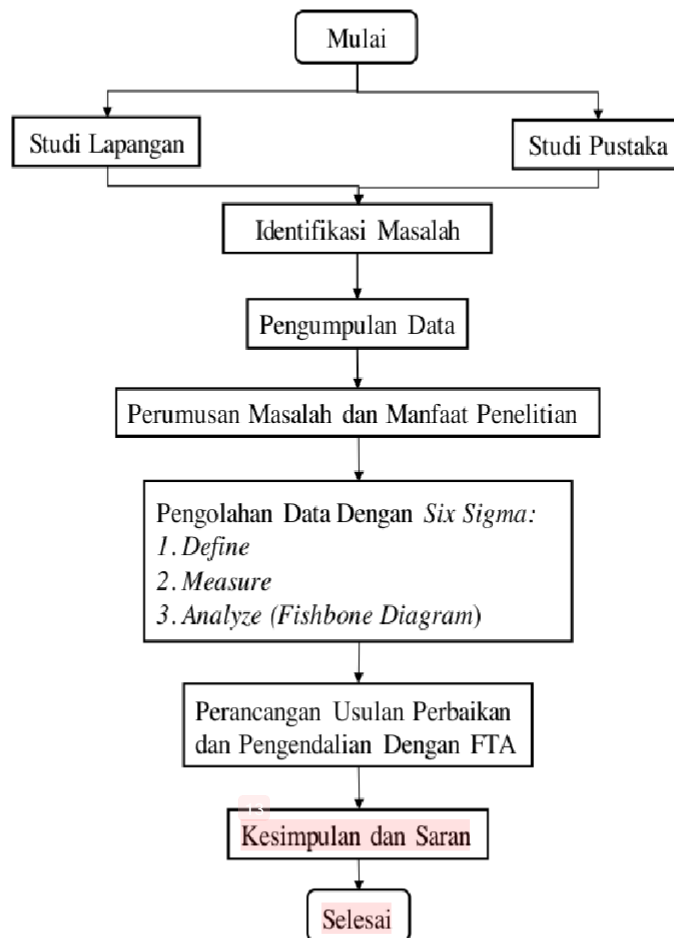 Mulai
Studi Lapangan
Studi Pustaka
Identifikasi Masalah
Pengumpulan Data
Perumusan Masalah dan Manfaat Penelitian
Pengolahan Data Dengan Six Sigma:
1. Define
2. Measure
3. Analyze (Fishbone Diagram)
Perancangan Usulan Perbaikan
dan Pengendalian Dengan FTA
13
Kesimpulan dan Saran
Selesai